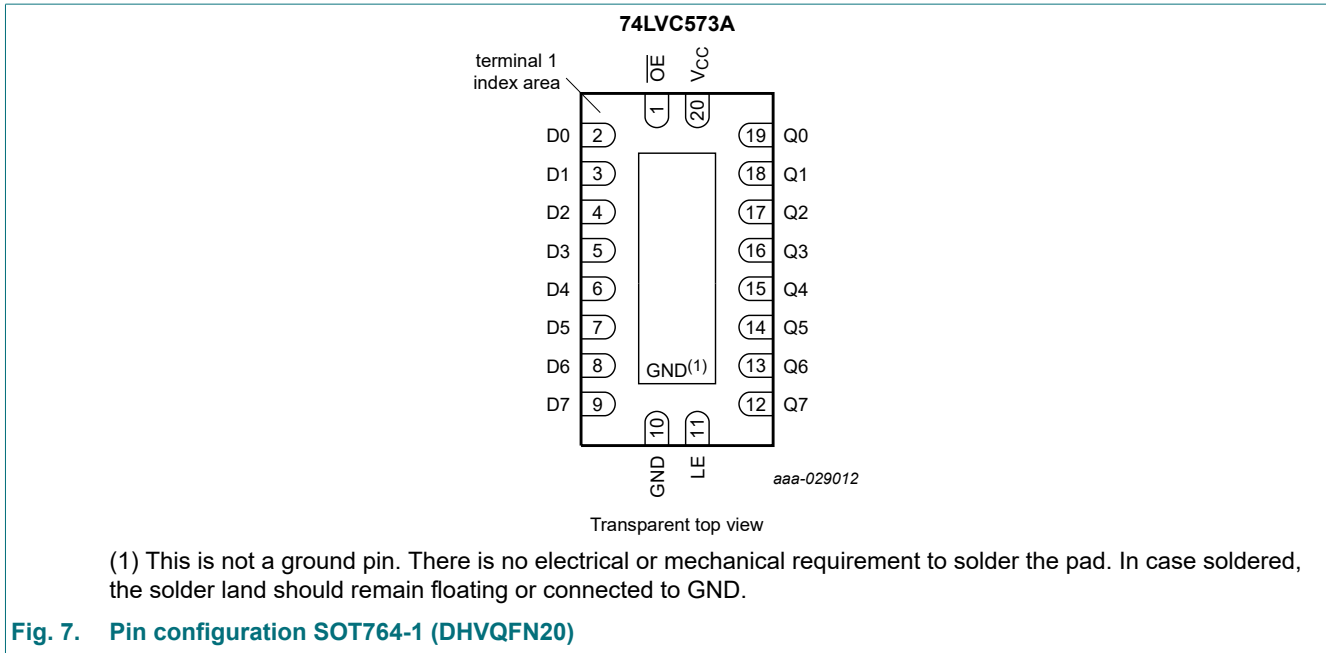 74LVC573A
terminal 1
index area
OE VCC
1 20
D0 2 19 Q0
D1 3 18 Q1
D2 4 17 Q2
D3 5 16 Q3
D4 6 15 Q4
D5 7 14 Q5
D6 8 GND(1) 13 Q6
D7 9 12 Q7
10 11
GND LE
aaa-029012
Transparent top view
(1) This is not a ground pin. There is no electrical or mechanical requirement to solder the pad. In case soldered,
the solder land should remain floating or connected to GND.
Fig. 7. Pin configuration SOT764-1 (DHVQFN20)